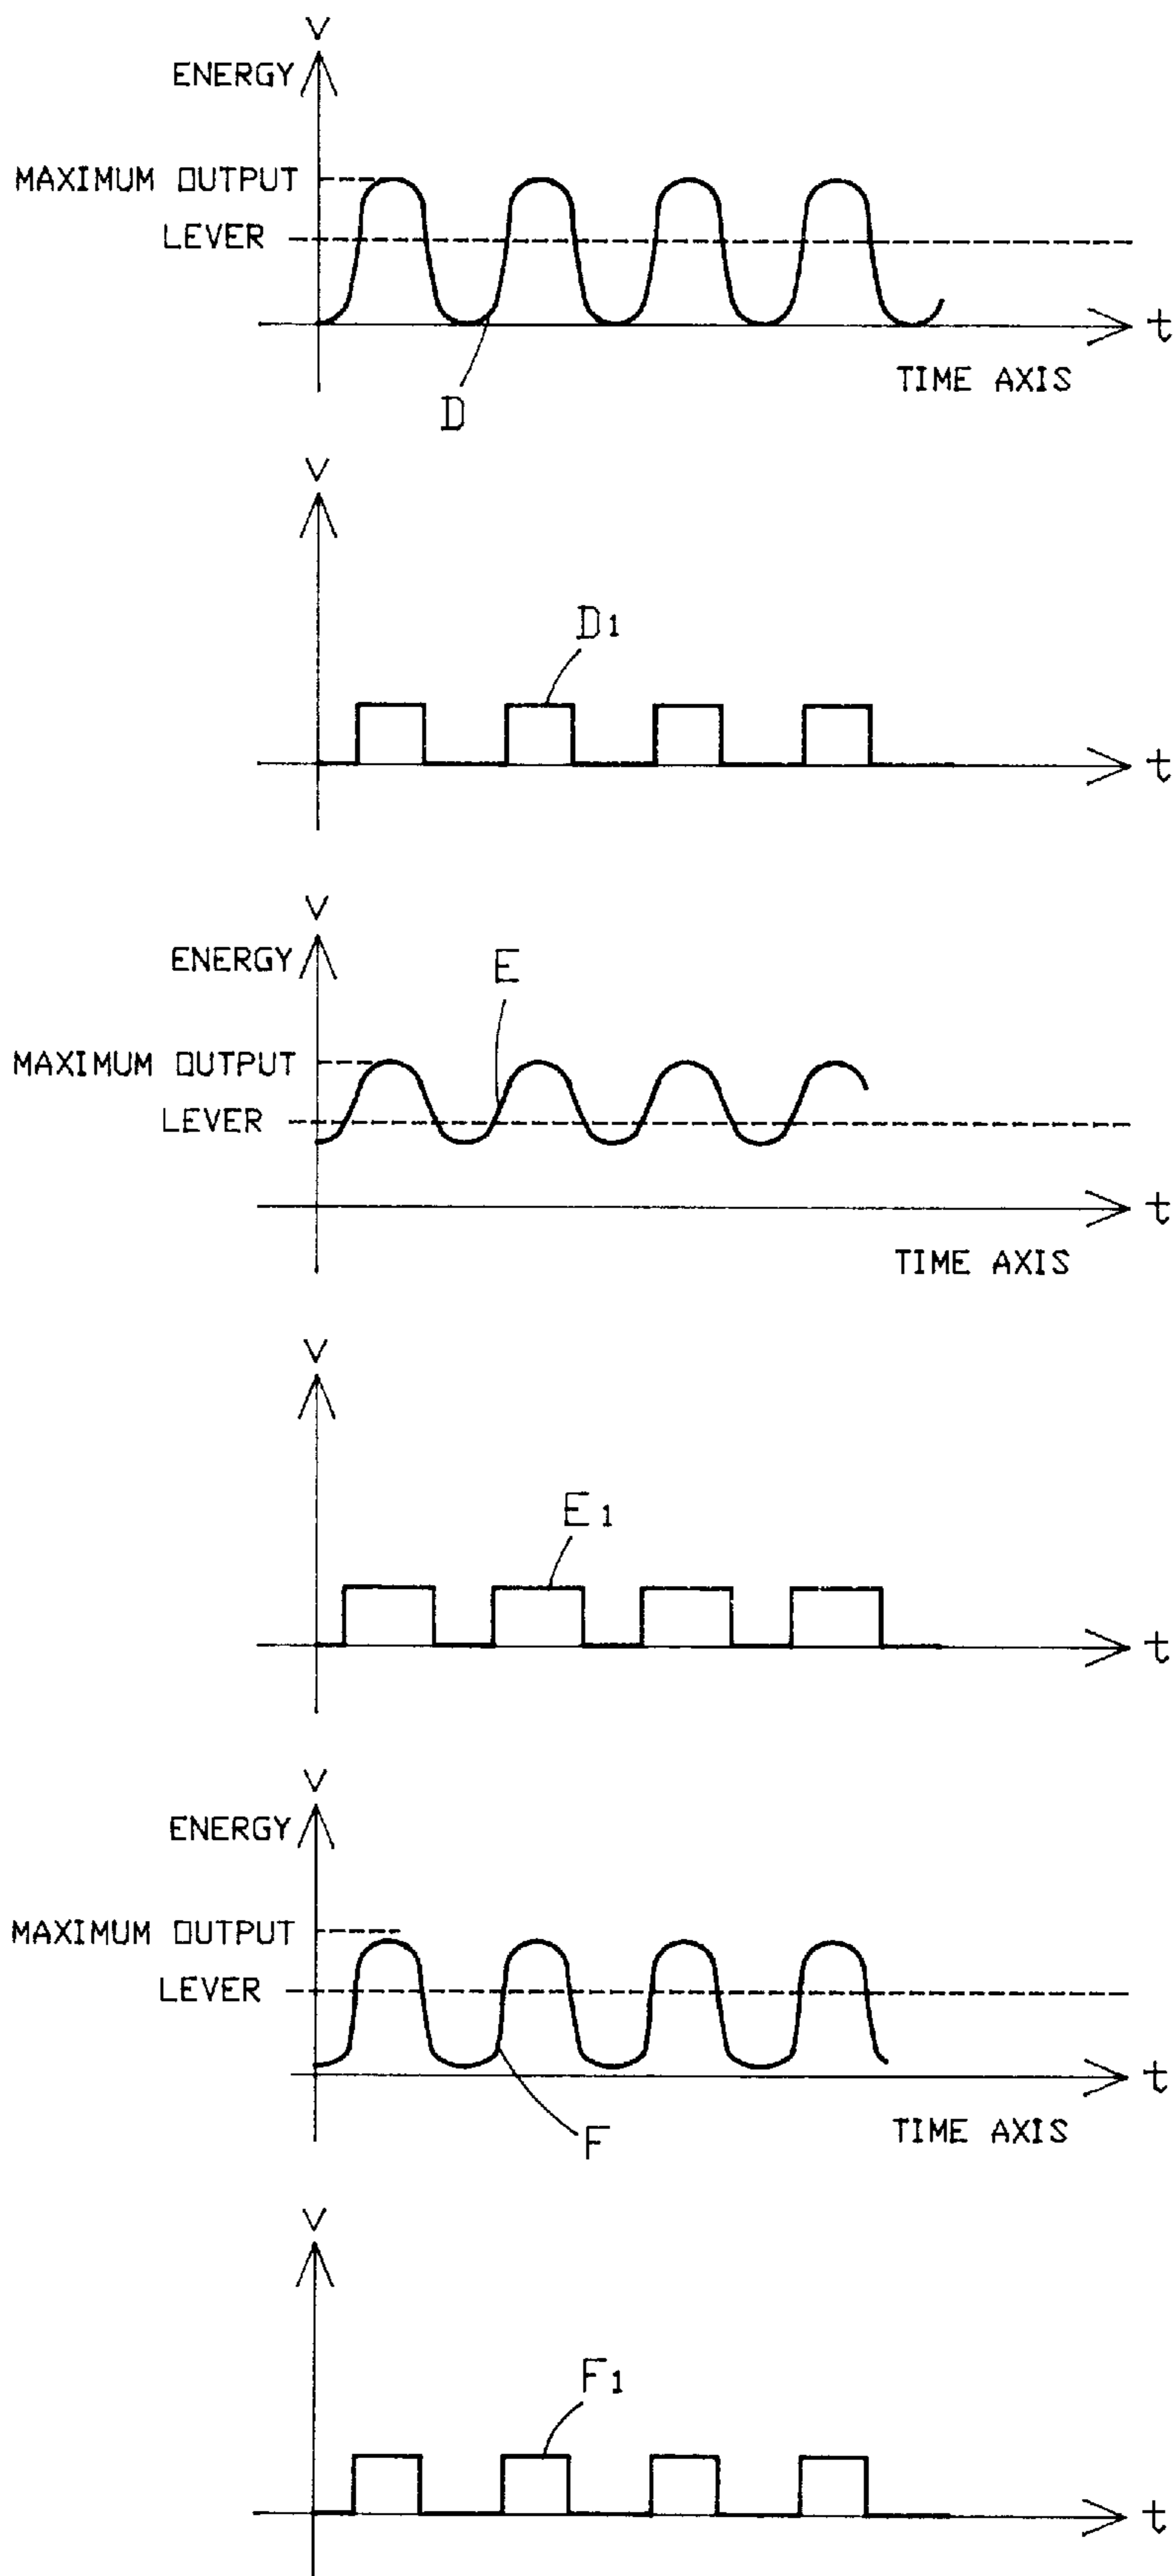 V
ENERGY
MAXIMUM OUTPUT
LEVER
t
TIME AXIS
D
V
D1
t
V
ENERGY
E
MAXIMUM OUTPUT
LEVER
t
TIME AXIS
V
E1
t
V
ENERGY
MAXIMUM OUTPUT
LEVER
t
TIME AXIS
F
V
F1
t